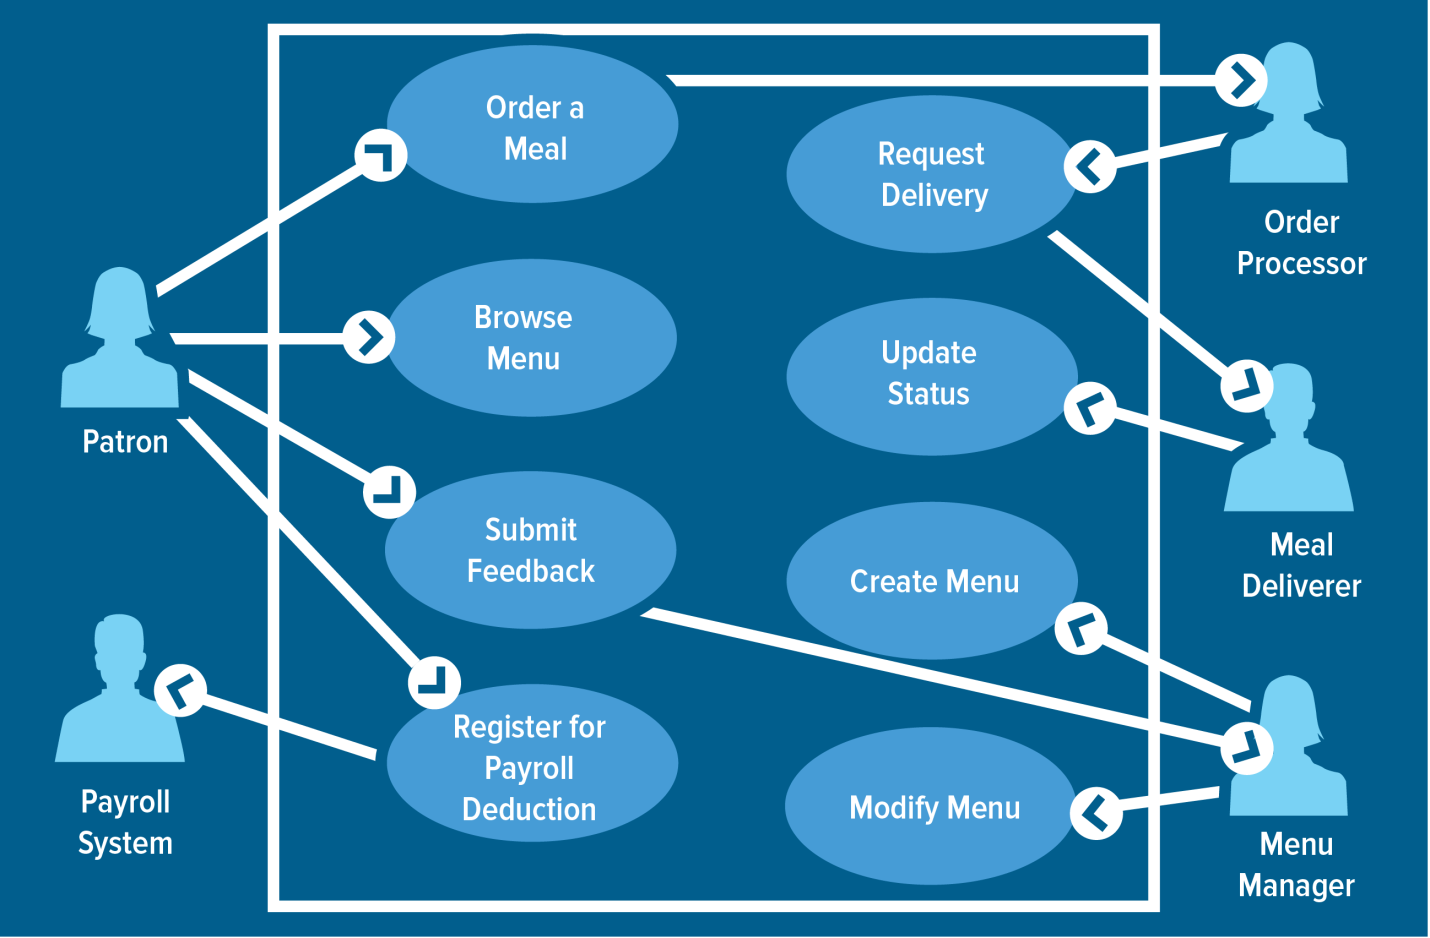 Order a
Meal
Request
Delivery
Order
Processor
Browse
Menu
Update
Status
Patron
Submit
Feedback
Meal
Deliverer
Create Menu
Register for
Payroll
Deduction
Payroll
System
Modify Menu
Menu
Manager